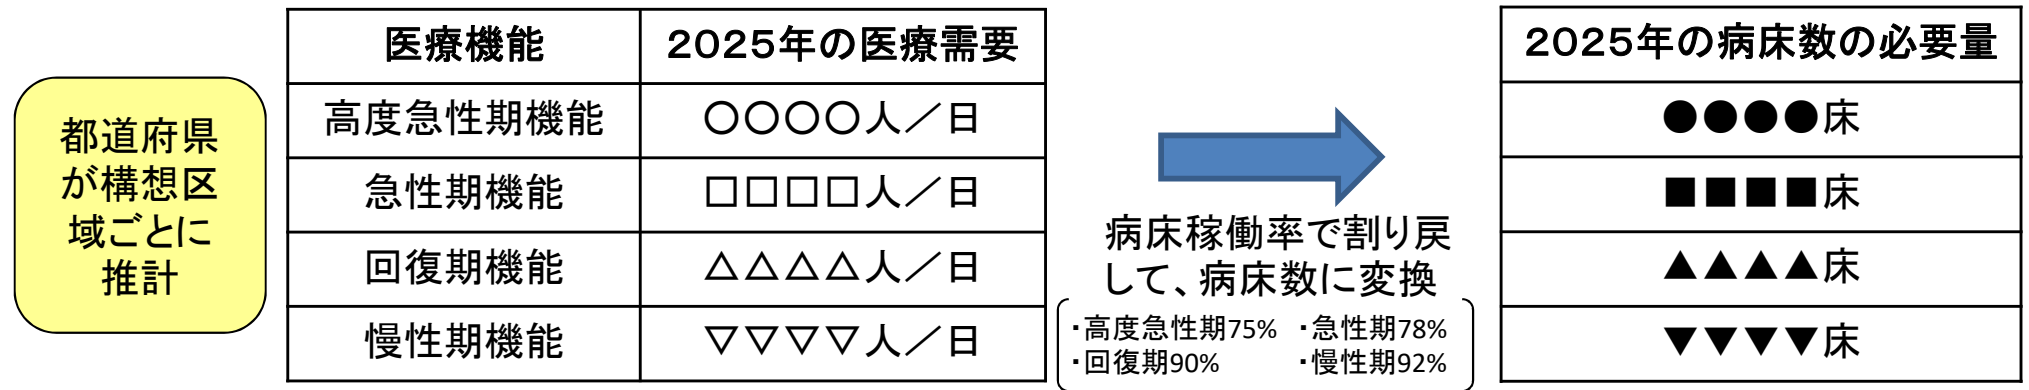 都道府県
が構想区
域ごとに
推計
医療機能 2025年の医療需要
高度急性期機能 ○○○○人／日
急性期機能 □□□□人／日
回復期機能 △△△△人／日
慢性期機能 ▽▽▽▽人／日
病床稼働率で割り戻
して、病床数に変換
・高度急性期75% ・急性期78%
・回復期90% ・慢性期92%
2025年の病床数の必要量
●●●●床
■■■■床
▲▲▲▲床
▼▼▼▼床